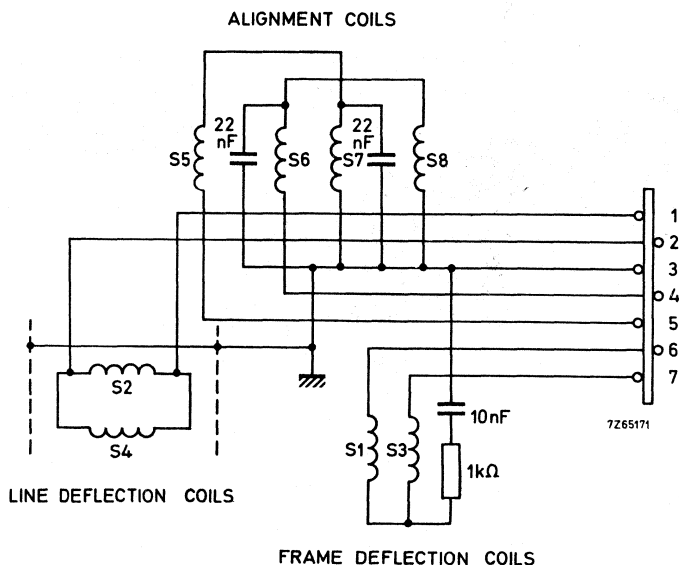 ALIGNMENT COILS
22
nF
22
nF
S5
S6
S7
S8
1
2
3
4
5
6
7
7Z65171
S2
S4
LINE DEFLECTION COILS
S1
S3
10nF
1kΩ
FRAME DEFLECTION COILS